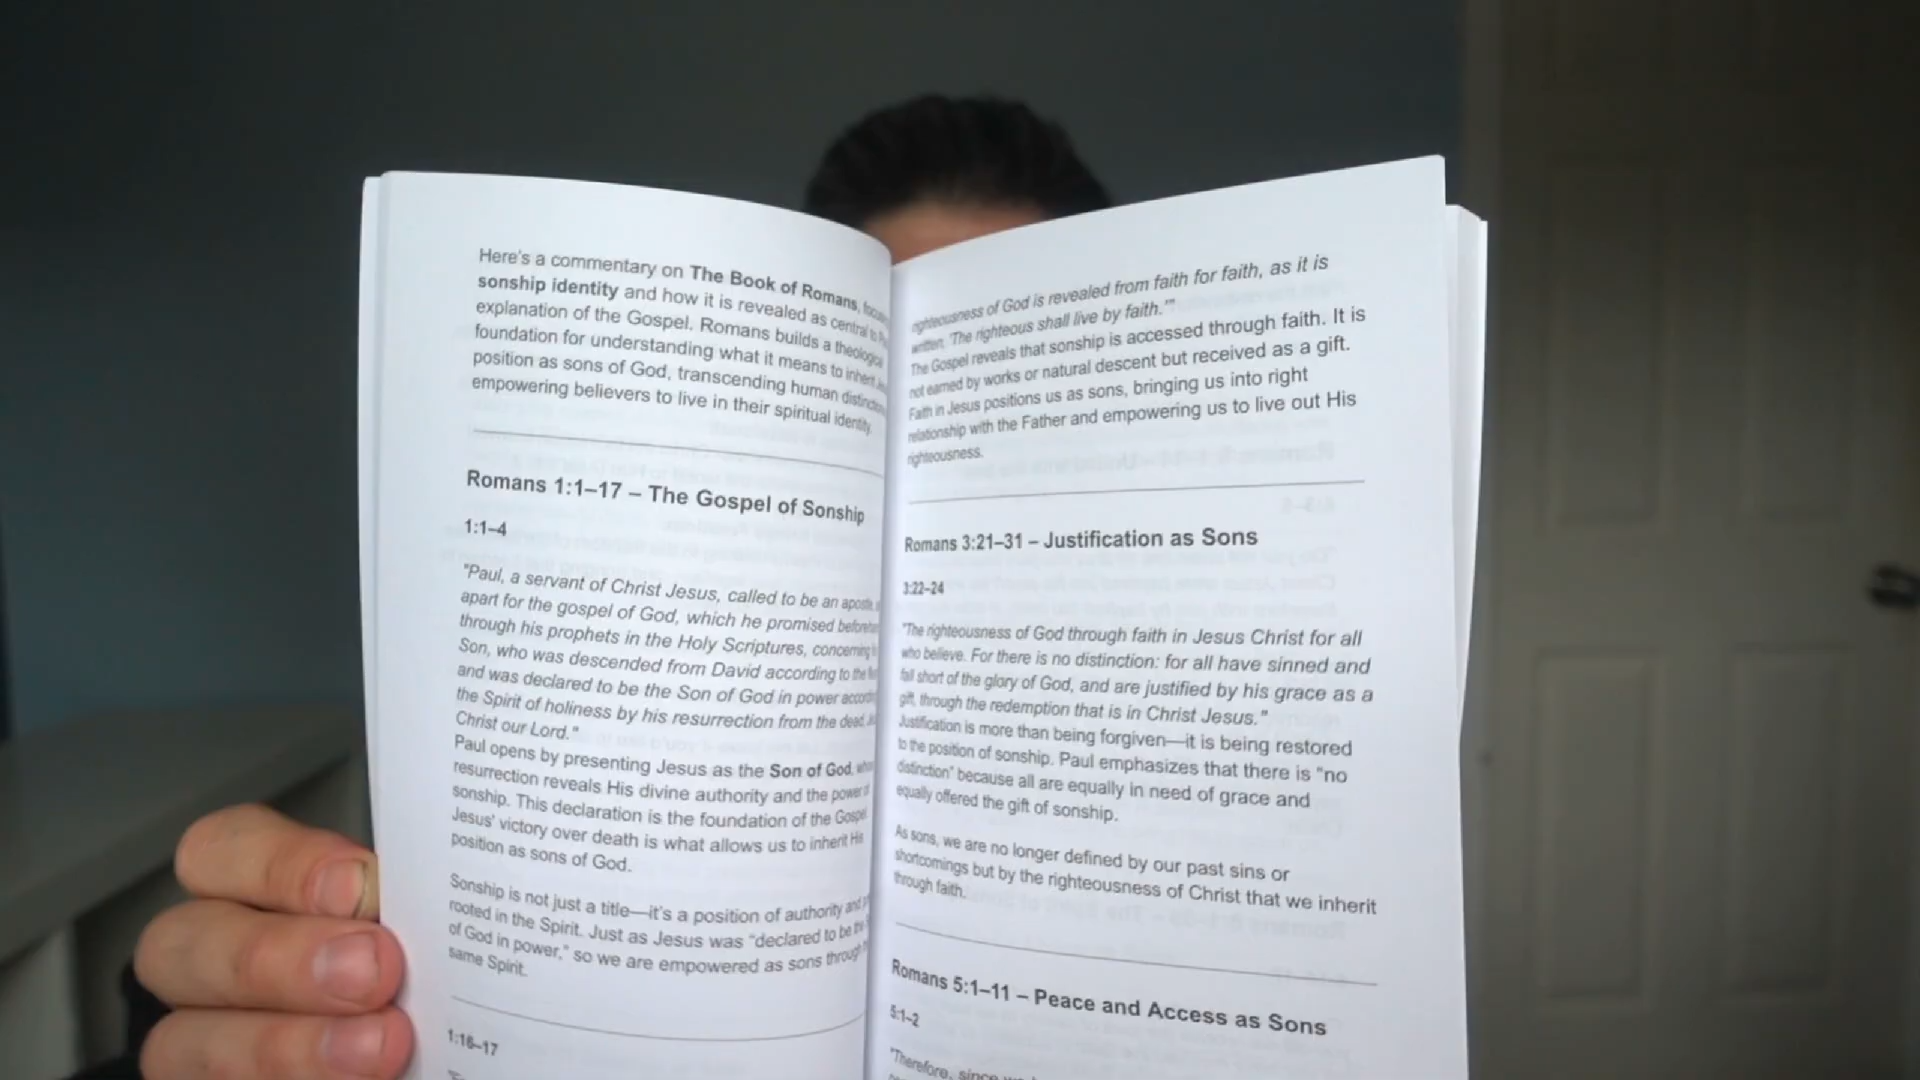 Here's a commentary on The Book of Romans,
sonship identity and how it is revealed as central to
explanation of the Gospel. Romans builds a theological
foundation for understanding what it means to inherit
position as sons of God, transcending human
empowering believers to live in their spiritual identity.
Romans 1:1–17 – The Gospel of Sonship
1:1–4
"Paul, a servant of Christ Jesus, called to be an apostle,
apart for the gospel of God, which he promised
through his prophets in the Holy Scriptures, concerning
Son, who was descended from David according to the
and was declared to be the Son of God in power
the Spirit of holiness by his resurrection from the dead,
Christ our Lord."
Paul opens by presenting Jesus as the Son of God,
resurrection reveals His divine authority and the power of
sonship. This declaration is the foundation of the Gospel.
Jesus' victory over death is what allows us to inherit His
position as sons of God.
Sonship is not just a title—it's a position of authority and
rooted in the Spirit. Just as Jesus was "declared to be the
of God in power," so we are empowered as sons through
same Spirit.
1:16–17
righteousness of God is revealed from faith for faith, as it is
written, 'The righteous shall live by faith.'"
The Gospel reveals that sonship is accessed through faith. It is
not earned by works or natural descent but received as a gift.
Faith in Jesus positions us as sons, bringing us into right
relationship with the Father and empowering us to live out His
righteousness.
Romans 3:21–31 – Justification as Sons
3:22–24
"The righteousness of God through faith in Jesus Christ for all
who believe. For there is no distinction: for all have sinned and
fall short of the glory of God, and are justified by his grace as a
gift, through the redemption that is in Christ Jesus."
Justification is more than being forgiven—it is being restored
to the position of sonship. Paul emphasizes that there is "no
distinction" because all are equally in need of grace and
equally offered the gift of sonship.
As sons, we are no longer defined by our past sins or
shortcomings but by the righteousness of Christ that we inherit
through faith.
Romans 5:1–11 – Peace and Access as Sons
5:1–2
"Therefore, since